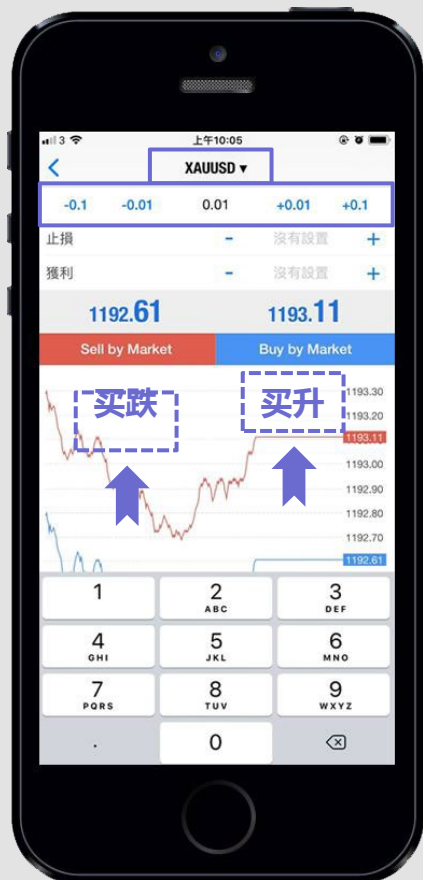 3 上午10:05
XAUUSD ▾
-0.1 -0.01 0.01 +0.01 +0.1
止損 - 沒有設置 +
獲利 - 沒有設置 +
1192.61 1193.11
Sell by Market Buy by Market
买跌 买升
1193.30
1193.20
1193.11
1193.00
1192.90
1192.80
1192.70
1192.61
1 2 3
ABC DEF
4 5 6
GHI JKL MNO
7 8 9
PQRS TUV WXYZ
. 0